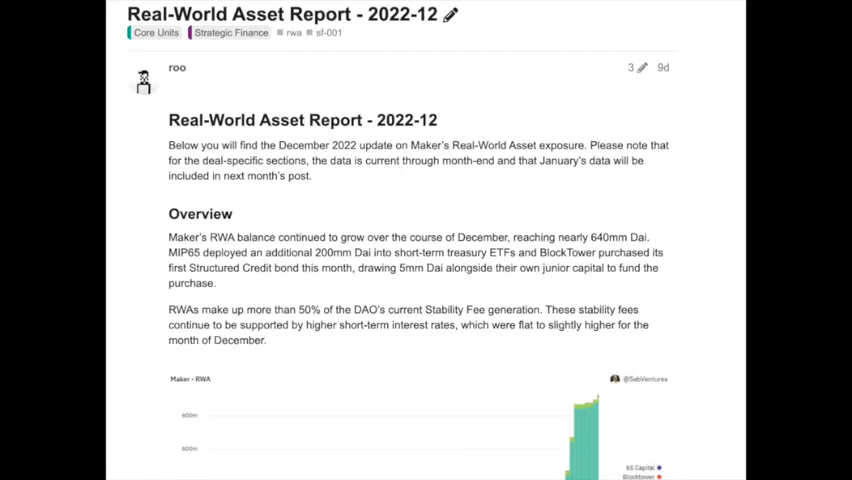 Real-World Asset Report - 2022-12
Core Units Strategic Finance rwa sf-001
roo 3 9d
Real-World Asset Report - 2022-12
Below you will find the December 2022 update on Maker's Real-World Asset exposure. Please note that
for the deal-specific sections, the data is current through month-end and that January's data will be
included in next month's post.
Overview
Maker's RWA balance continued to grow over the course of December, reaching nearly 640mm Dai.
MIP65 deployed an additional 200mm Dai into short-term treasury ETFs and BlockTower purchased its
first Structured Credit bond this month, drawing 5mm Dai alongside their own junior capital to fund the
purchase.
RWAs make up more than 50% of the DAO's current Stability Fee generation. These stability fees
continue to be supported by higher short-term interest rates, which were flat to slightly higher for the
month of December.
Maker - RWA @SebVentures
600m
500m
6S Capital
Blocktower